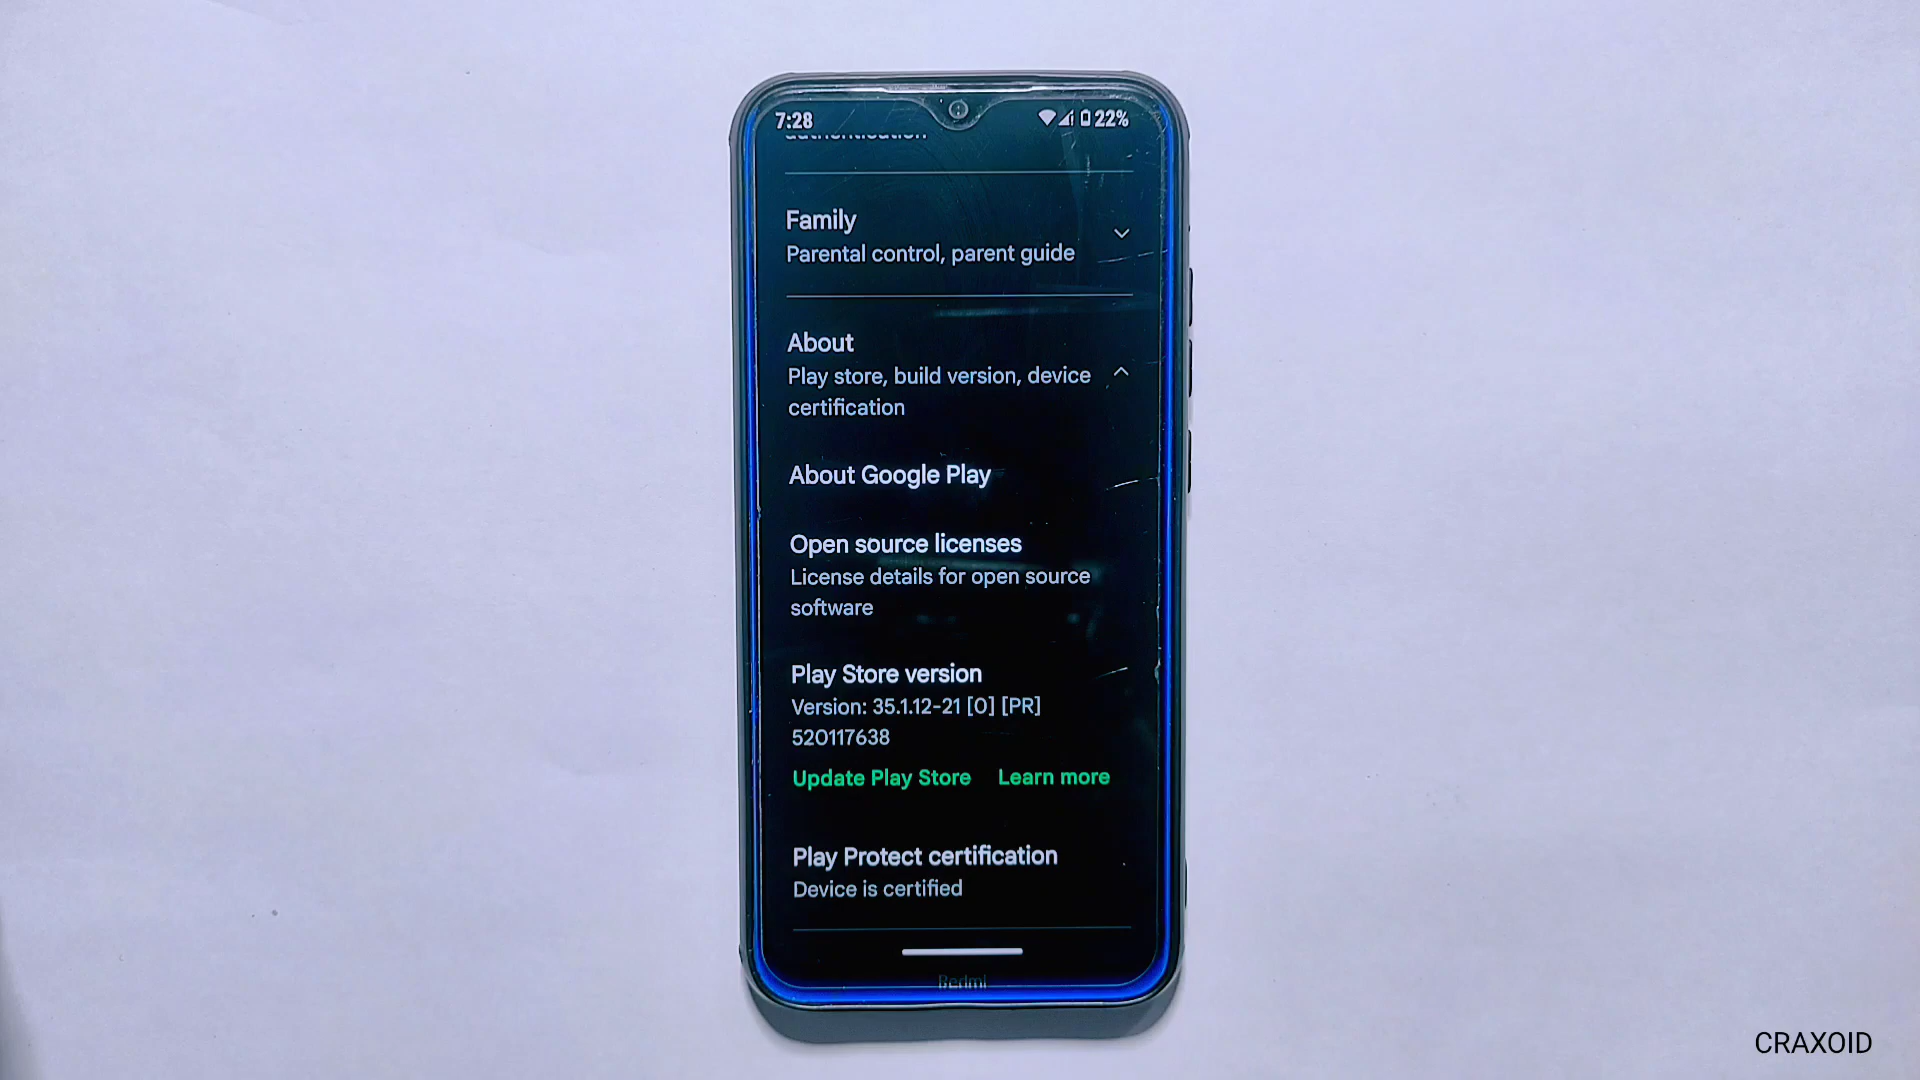 7:28 22%
authentication
Family
Parental control, parent guide
About
Play store, build version, device
certification
About Google Play
Open source licenses
License details for open source
software
Play Store version
Version: 35.1.12-21 [0] [PR]
520117638
Update Play Store Learn more
Play Protect certification
Device is certified
Redmi
CRAXOID